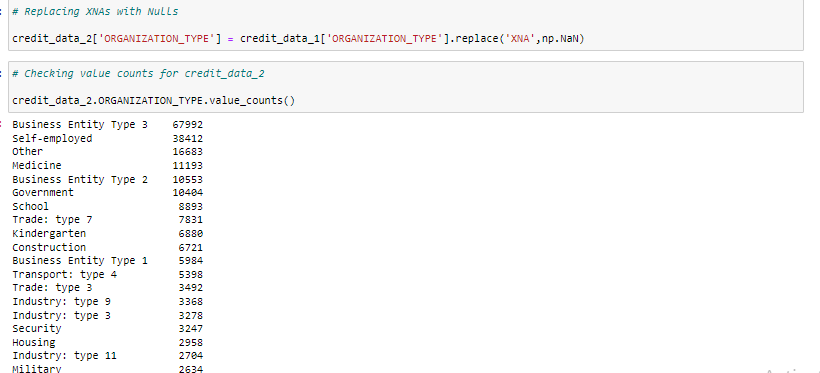 # Replacing XNAs with Nulls
credit_data_2['ORGANIZATION_TYPE'] = credit_data_1['ORGANIZATION_TYPE'].replace('XNA',np.NaN)
# Checking value counts for credit_data_2
credit_data_2.ORGANIZATION_TYPE.value_counts()
Business Entity Type 3 67992
Self-employed 38412
Other 16683
Medicine 11193
Business Entity Type 2 10553
Government 10404
School 8893
Trade: type 7 7831
Kindergarten 6880
Construction 6721
Business Entity Type 1 5984
Transport: type 4 5398
Trade: type 3 3492
Industry: type 9 3368
Industry: type 3 3278
Security 3247
Housing 2958
Industry: type 11 2704
Military 2634